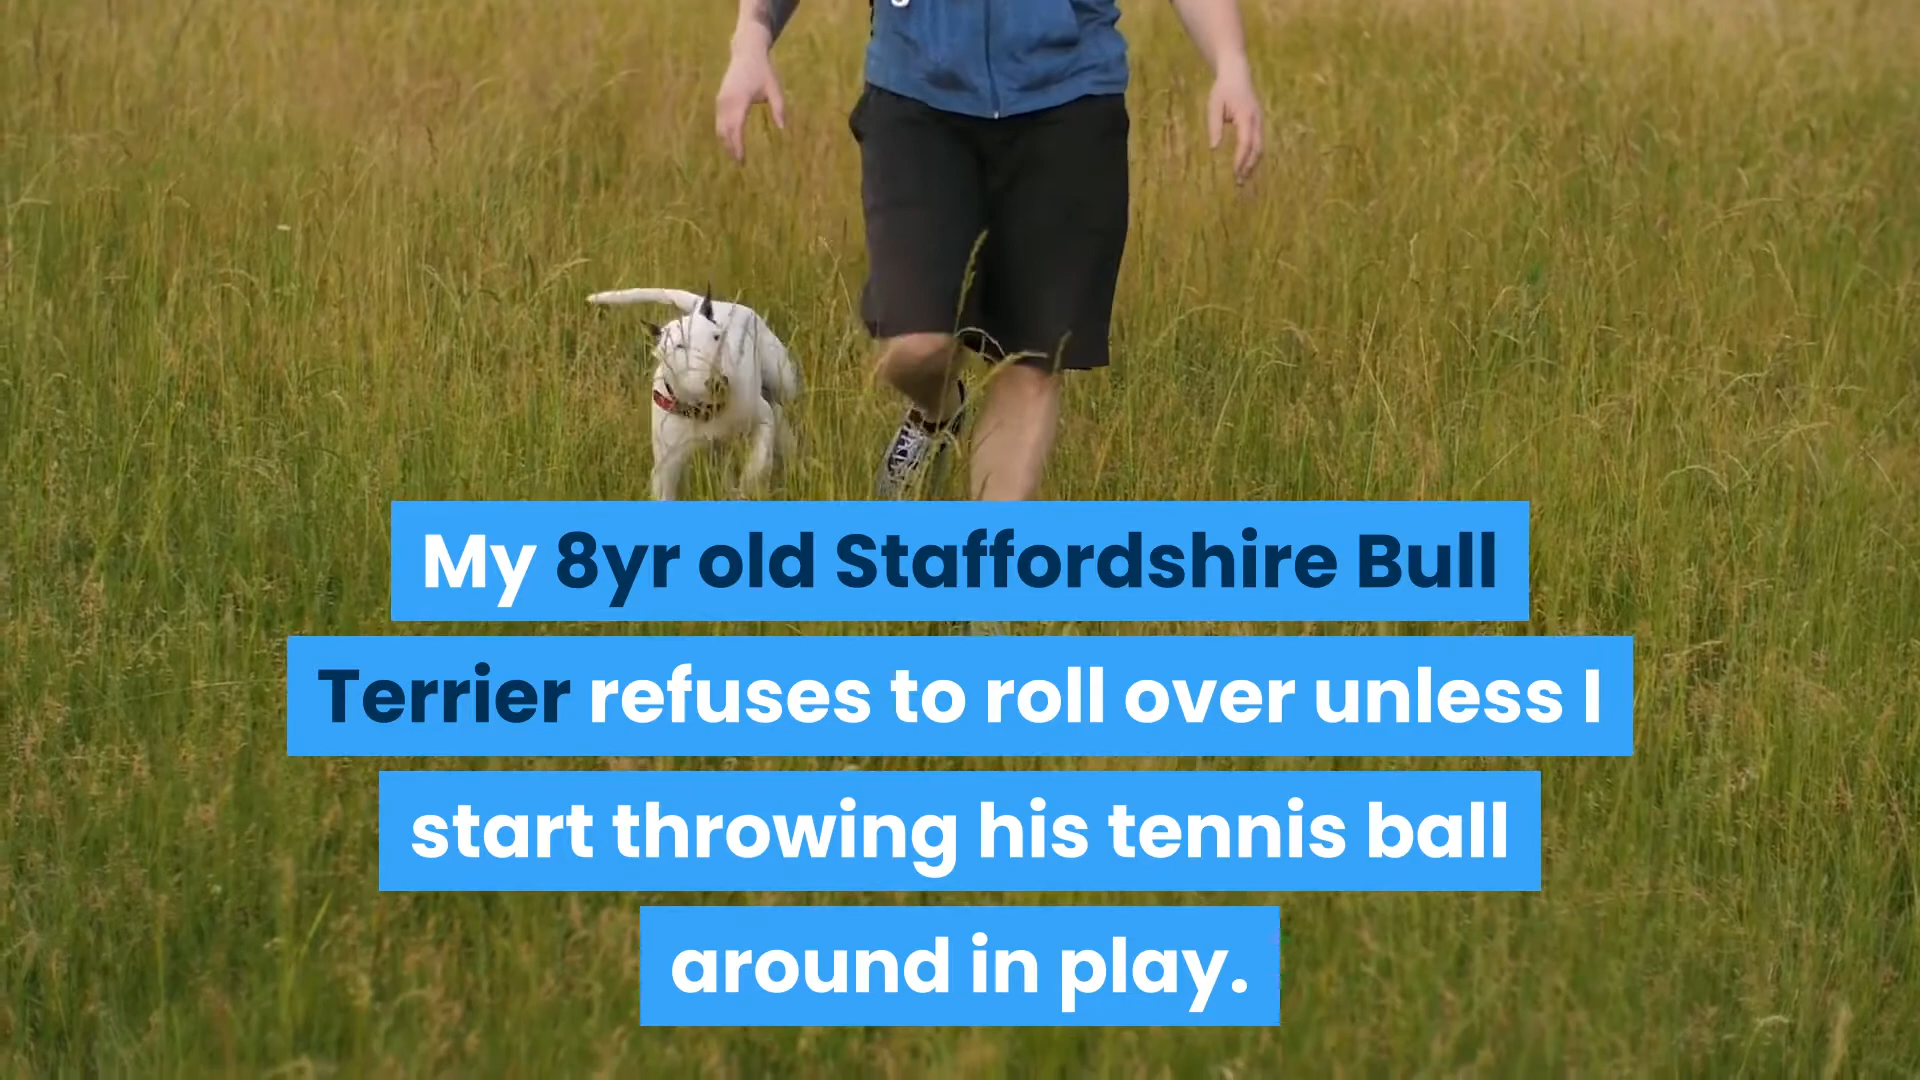 My 8yr old Staffordshire Bull
Terrier refuses to roll over unless I
start throwing his tennis ball
around in play.